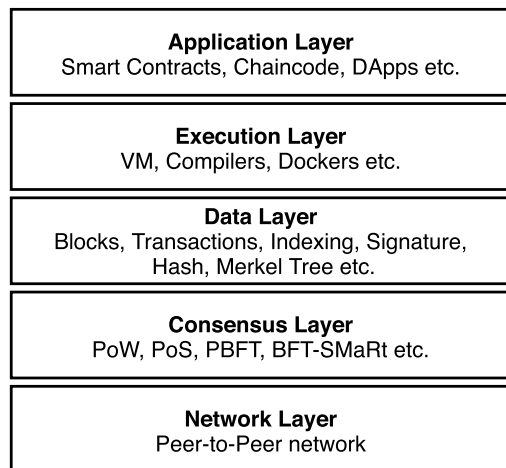 Application Layer
Smart Contracts, Chaincode, DApps etc.
Execution Layer
VM, Compilers, Dockers etc.
Data Layer
Blocks, Transactions, Indexing, Signature,
Hash, Merkel Tree etc.
Consensus Layer
PoW, PoS, PBFT, BFT-SMaRt etc.
Network Layer
Peer-to-Peer network